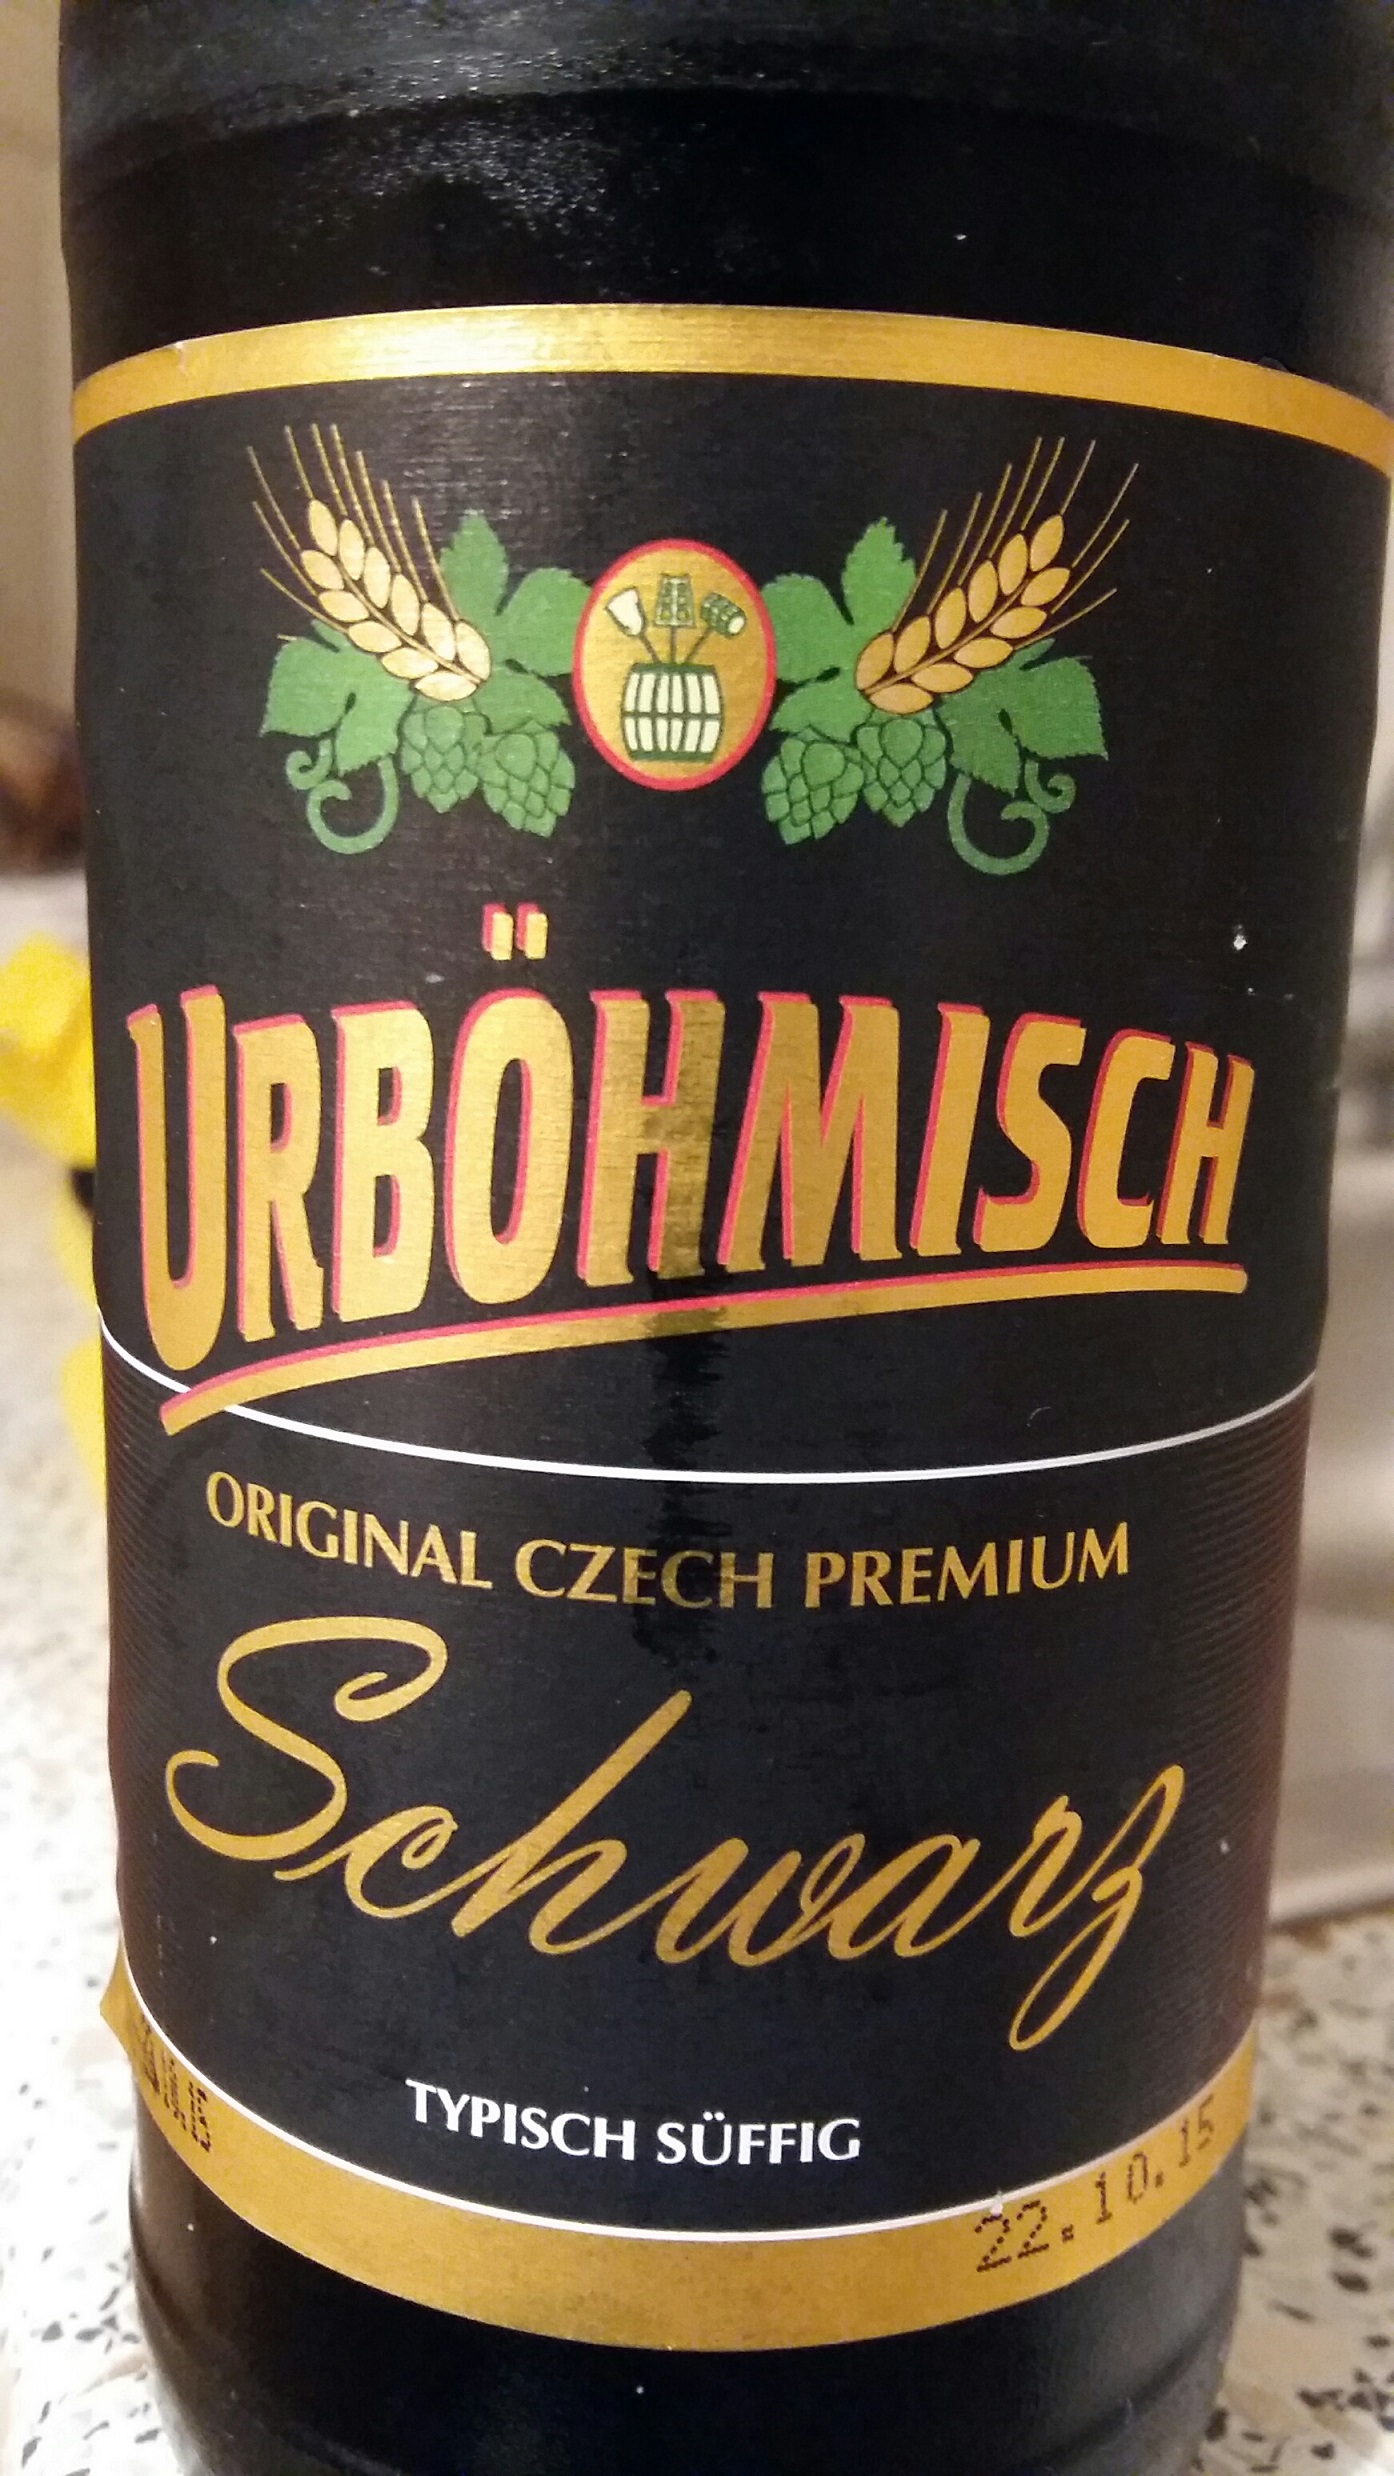 URBÖHMISCH
ORIGINAL CZECH PREMIUM
Schwarz
TYPISCH SÜFFIG
22.10.15